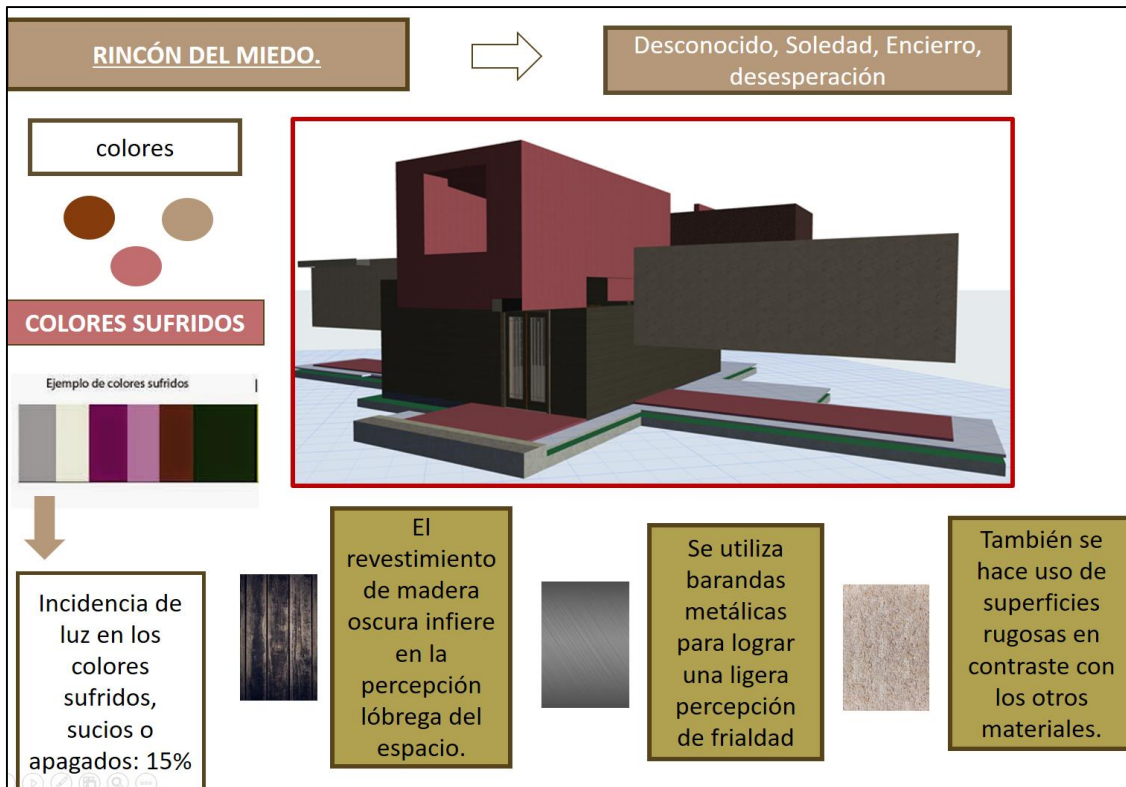 RINCÓN DEL MIEDO.
Desconocido, Soledad, Encierro,
desesperación
colores
COLORES SUFRIDOS
Ejemplo de colores sufridos
Incidencia de
luz en los
colores
sufridos,
sucios o
apagados: 15%
El
revestimiento
de madera
oscura infiere
en la
percepción
lóbrega del
espacio.
Se utiliza
barandas
metálicas
para lograr
una ligera
percepción
de frialdad
También se
hace uso de
superficies
rugosas en
contraste con
los otros
materiales.